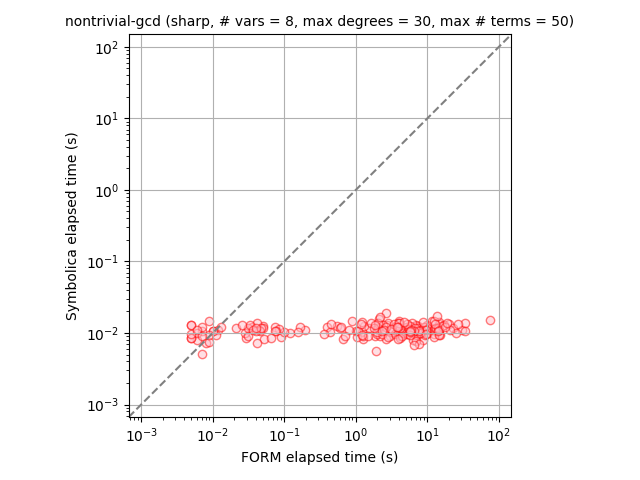 nontrivial-gcd (sharp, # vars = 8, max degrees = 30, max # terms = 50)
10²
10¹
10⁰
10⁻¹
10⁻²
10⁻³
Symbolica elapsed time (s)
10⁻³ 10⁻² 10⁻¹ 10⁰ 10¹ 10²
FORM elapsed time (s)